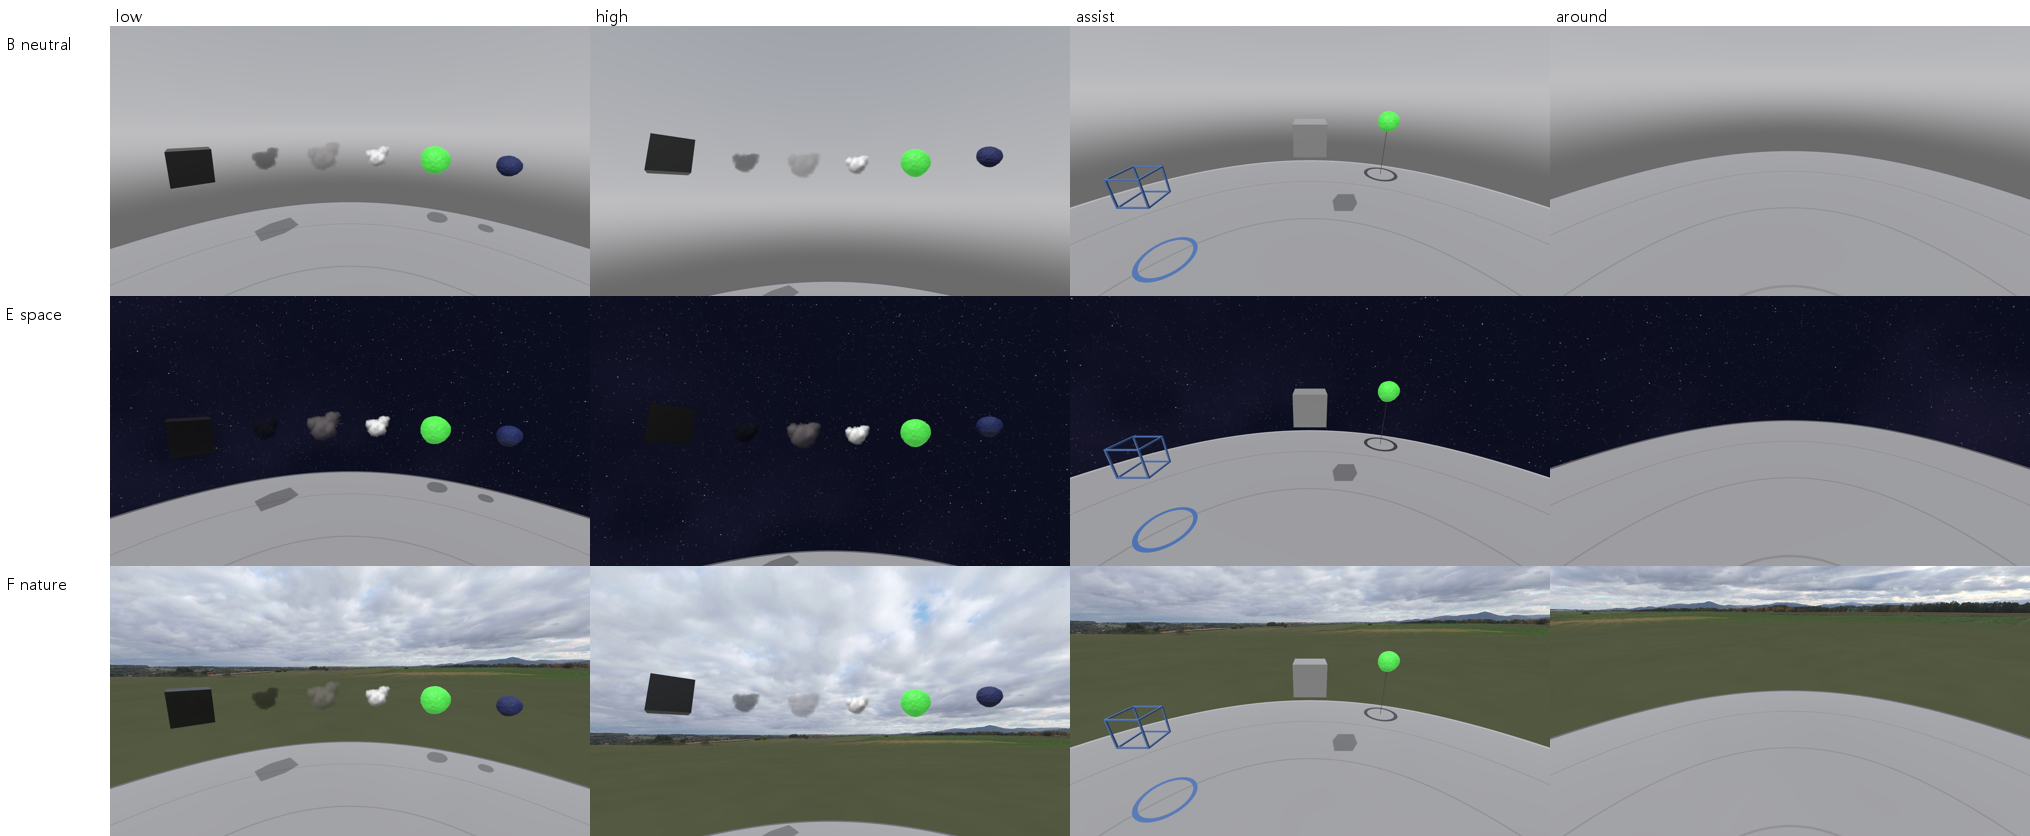 low
high
assist
around
B neutral
E space
F nature